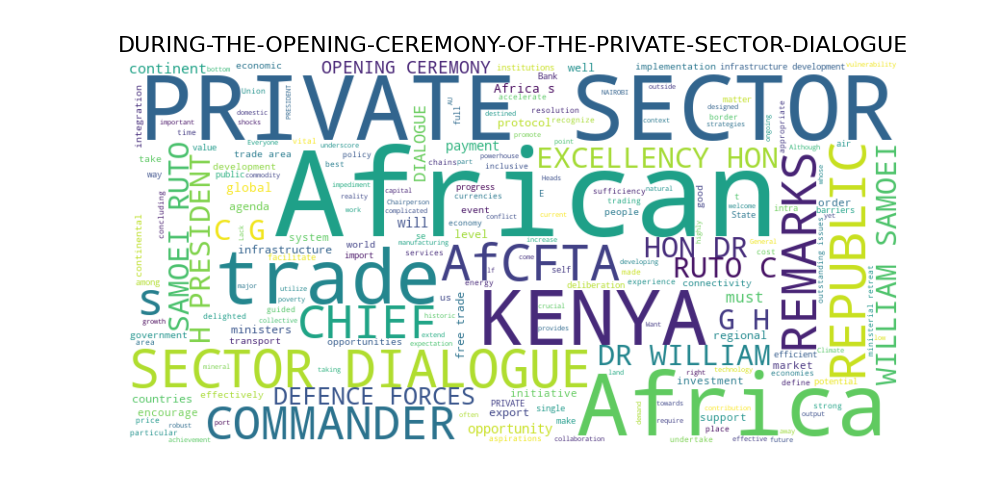 DURING-THE-OPENING-CEREMONY-OF-THE-PRIVATE-SECTOR-DIALOGUE
continent bottom economic OPENING CEREMONY institutions well implementation infrastructure development vulnerability
PRIVATE SECTOR
integration Union PRESIDENT Bank Africa s accelerate NAIROBI outside
important domestic shocks time DIALOGUE full AU destined protocol resolution recognize context designed strategies matter border ongoing appropriate
African
take value Everyone vital underscore payment promote point EXCELLENCY HON Although air
way trade area policy best chains part powerhouse inclusive whose
SAMOEI RUTO H PRESIDENT development public commodity impediment reality capital progress currencies Heads sufficiency natural good t welcome intra REMARKS REPUBLIC WILLIAM SAMOEI
global agenda work Chairperson complicated E trading people State order barriers yet
concluding C G Lack system will event conflict current highly General
continental infrastructure facilitate world import se level economy manufacturing services increase HON DR cost outstanding issues
trade AfCFTA
among s major utilize poverty us if energy come self developing made deliberation experience RUTO C connectivity
growth delighted guided collective historic KENYA crucial provides must
CHIEF extend expectation free trade Want G H
government area ministers transport opportunities regional efficient Climate ministerial retreat
SECTOR DIALOGUE DR WILLIAM market economies
mineral taking land right technology define potential
countries effectively DEFENCE FORCES PRIVATE initiative Africa investment
encourage COMMANDER often export single demand towards contribution support strong
price robust port opportunity make require place output
particular achievement aspirations collaboration undertake effective away future